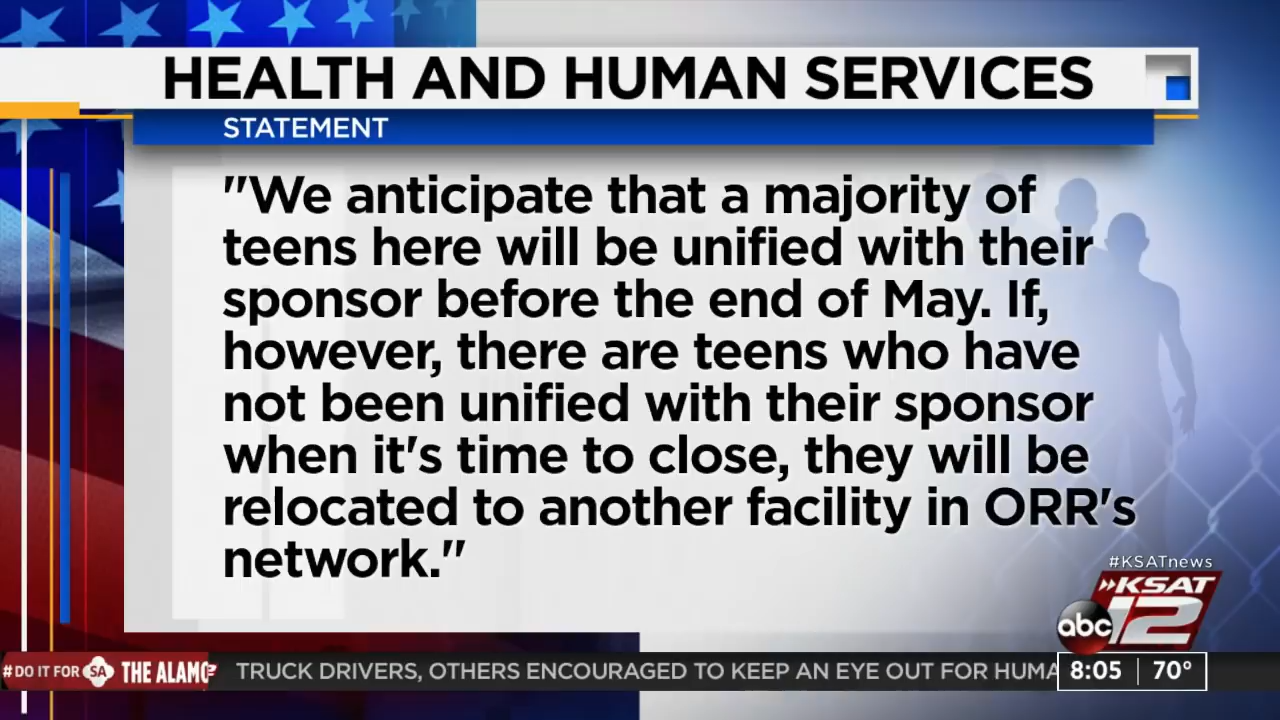 HEALTH AND HUMAN SERVICES
STATEMENT
"We anticipate that a majority of
teens here will be unified with their
sponsor before the end of May. If,
however, there are teens who have
not been unified with their sponsor
when it's time to close, they will be
relocated to another facility in ORR's
network."
#KSATnews
KSAT
abc 12
#DO IT FOR SA THE ALAMO
TRUCK DRIVERS, OTHERS ENCOURAGED TO KEEP AN EYE OUT FOR HUMA
8:05 70°